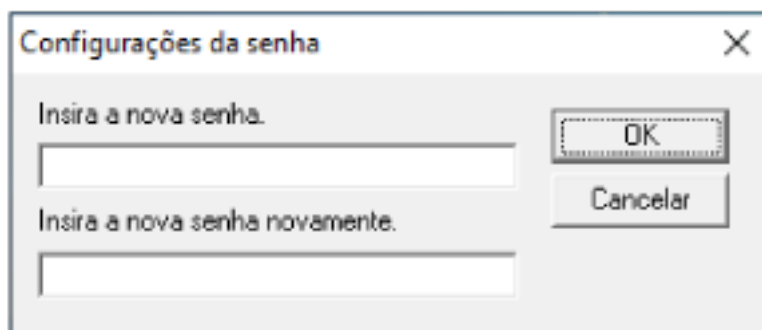 Configurações da senha
Insira a nova senha.
OK
Cancelar
Insira a nova senha novamente.